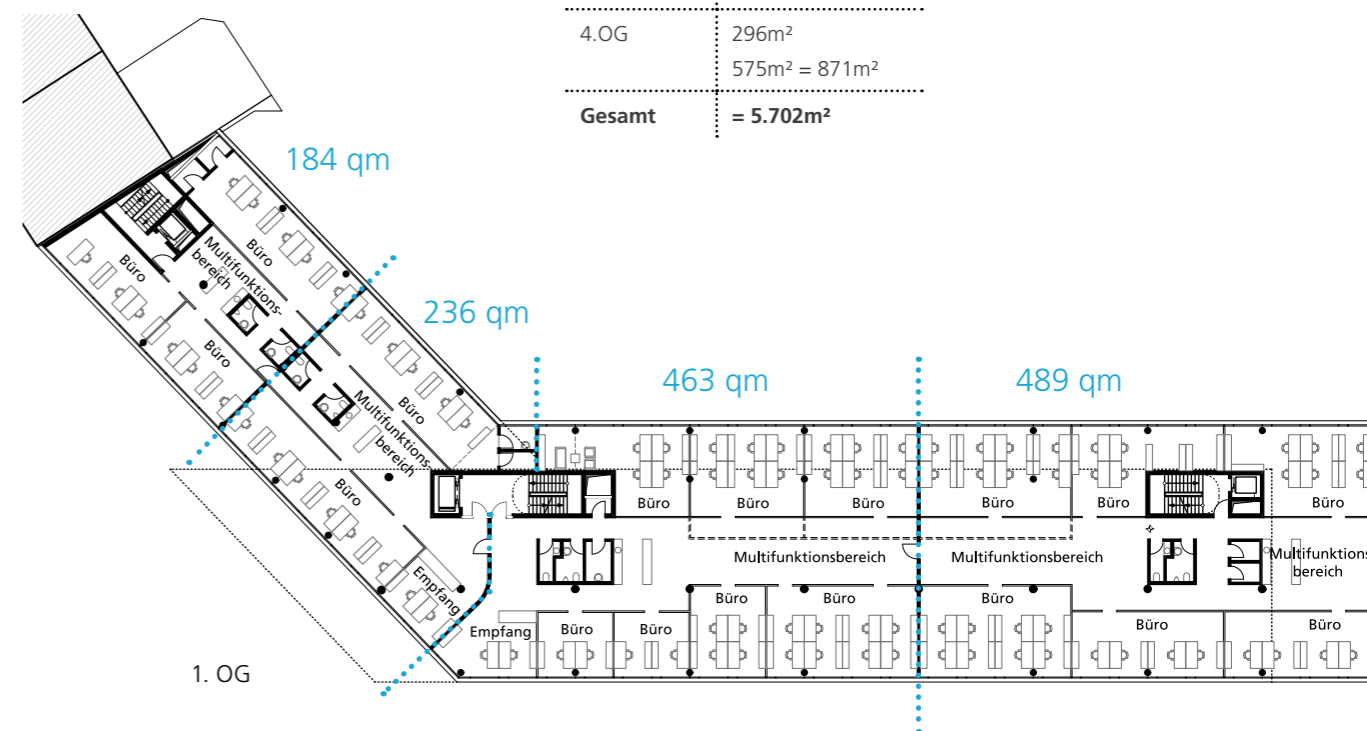 4.OG 296m²
575m² = 871m²
Gesamt = 5.702m²
184 qm
236 qm
463 qm
489 qm
Büro
Multifunktions-
bereich
Büro
Büro
Multifunktions-
bereich
Büro
Büro
Empfang
Büro
Büro
Büro
Büro
Büro
Büro
Büro
Multifunktionsbereich
Multifunktionsbereich
Multifunktions
bereich
Büro
Büro
Büro
Empfang
Büro
Büro
Büro
Büro
1. OG